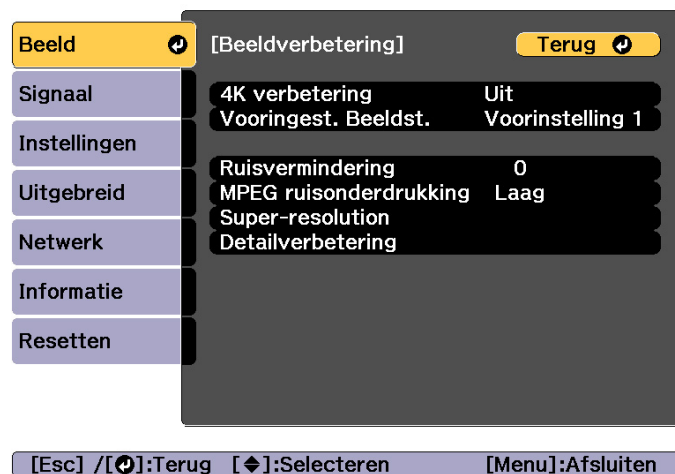 Beeld
[Beeldverbetering]
Terug
Signaal
Instellingen
Uitgebreid
Netwerk
Informatie
Resetten
4K verbetering Uit
Vooringest. Beeldst. Voorinstelling 1
Ruisvermindering 0
MPEG ruisonderdrukking Laag
Super-resolution
Detailverbetering
[Esc] /[]:Terug []:Selecteren [Menu]:Afsluiten